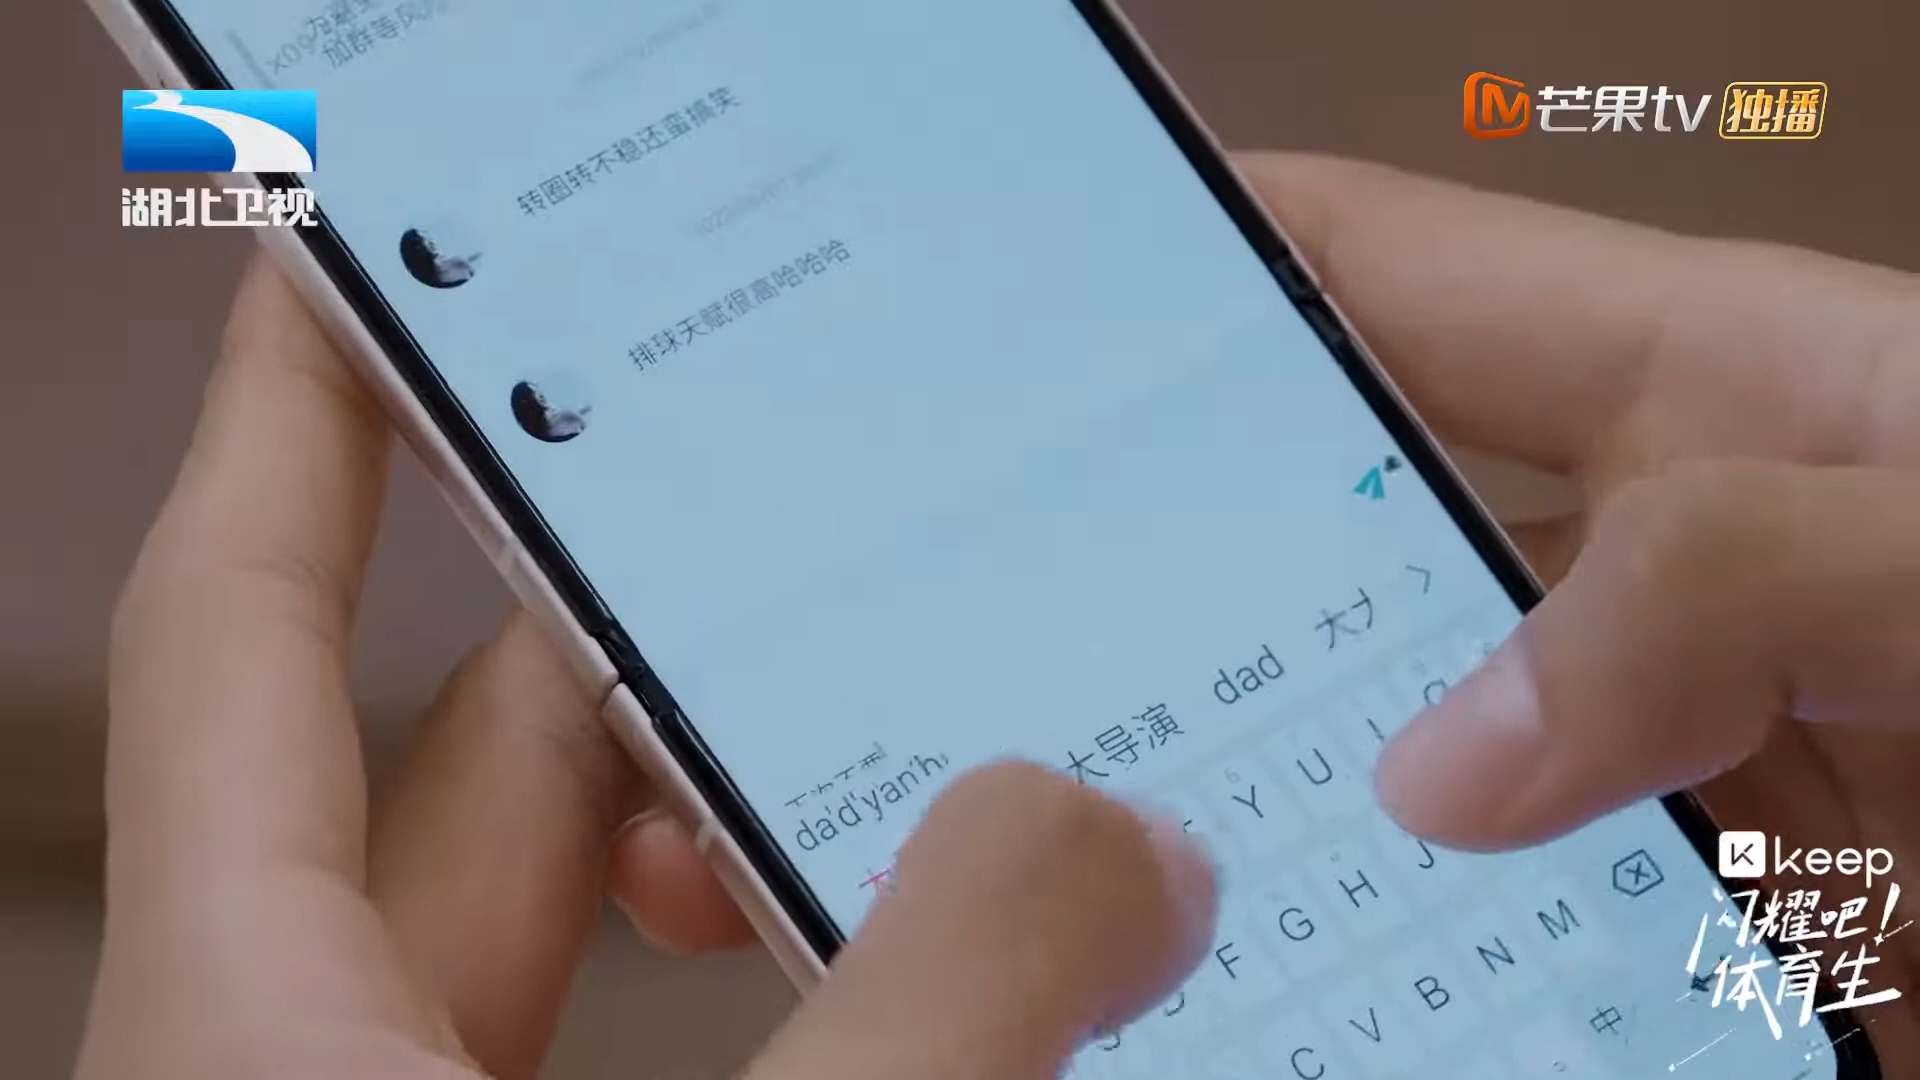 加群等风
湖北卫视
芒果tv 独播
转圈转不稳还蛮搞笑
排球天赋很高哈哈哈
大导演 dad 大
da'd'yan'h
Y U I
F G H J
C V B N M
中
keep
闪耀吧!
体育生